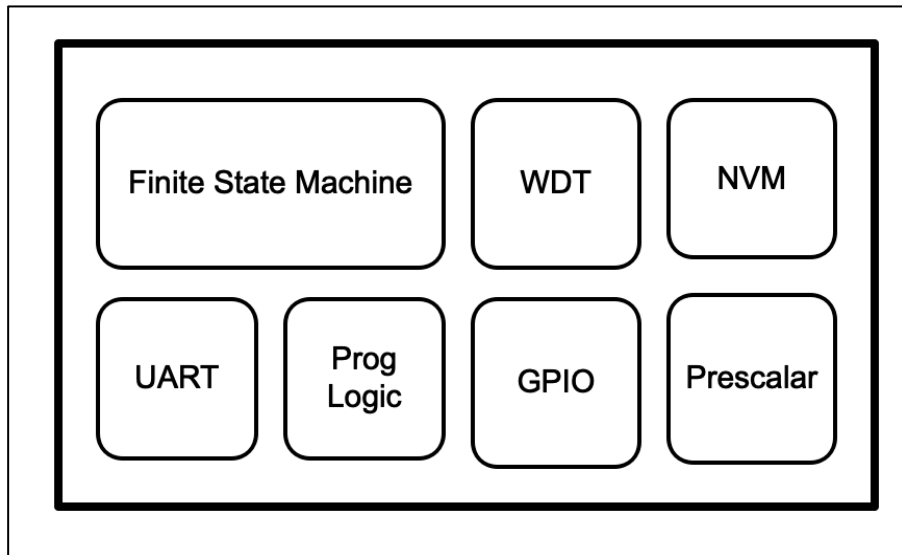 Finite State Machine
WDT
NVM
UART
Prog
Logic
GPIO
Prescalar